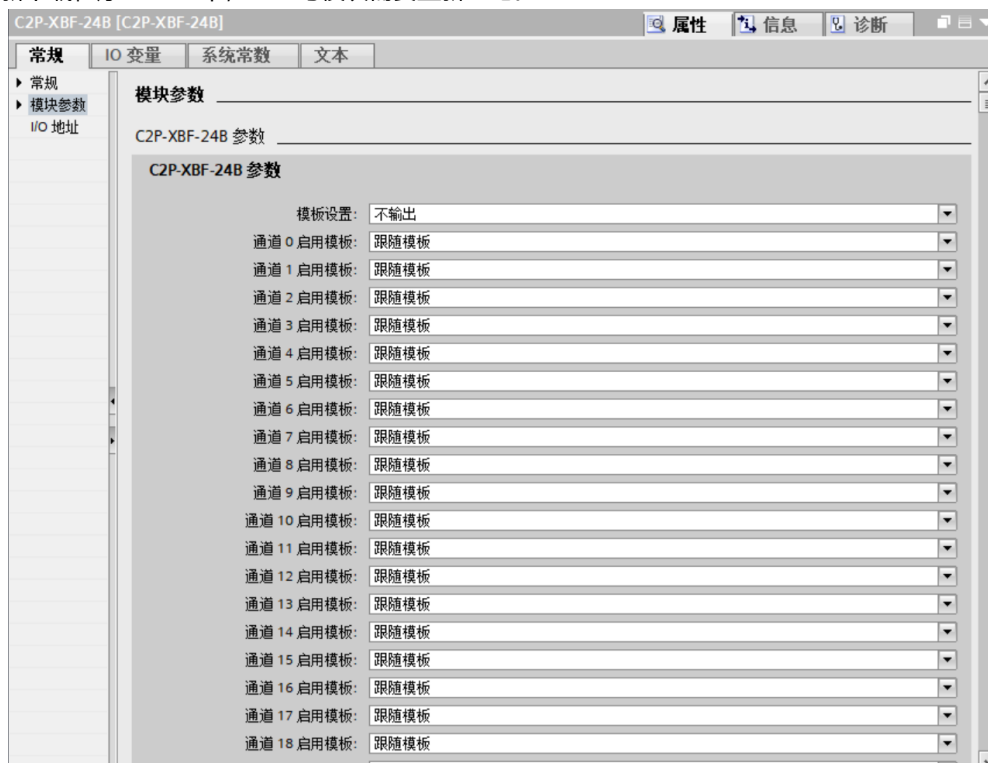 C2P-XBF-24B [C2P-XBF-24B]
属性 信息 诊断
常规 IO 变量 系统常数 文本
常规
模块参数
I/O 地址
模块参数
C2P-XBF-24B 参数
C2P-XBF-24B 参数
模板设置: 不输出
通道 0 启用模板: 跟随模板
通道 1 启用模板: 跟随模板
通道 2 启用模板: 跟随模板
通道 3 启用模板: 跟随模板
通道 4 启用模板: 跟随模板
通道 5 启用模板: 跟随模板
通道 6 启用模板: 跟随模板
通道 7 启用模板: 跟随模板
通道 8 启用模板: 跟随模板
通道 9 启用模板: 跟随模板
通道 10 启用模板: 跟随模板
通道 11 启用模板: 跟随模板
通道 12 启用模板: 跟随模板
通道 13 启用模板: 跟随模板
通道 14 启用模板: 跟随模板
通道 15 启用模板: 跟随模板
通道 16 启用模板: 跟随模板
通道 17 启用模板: 跟随模板
通道 18 启用模板: 跟随模板